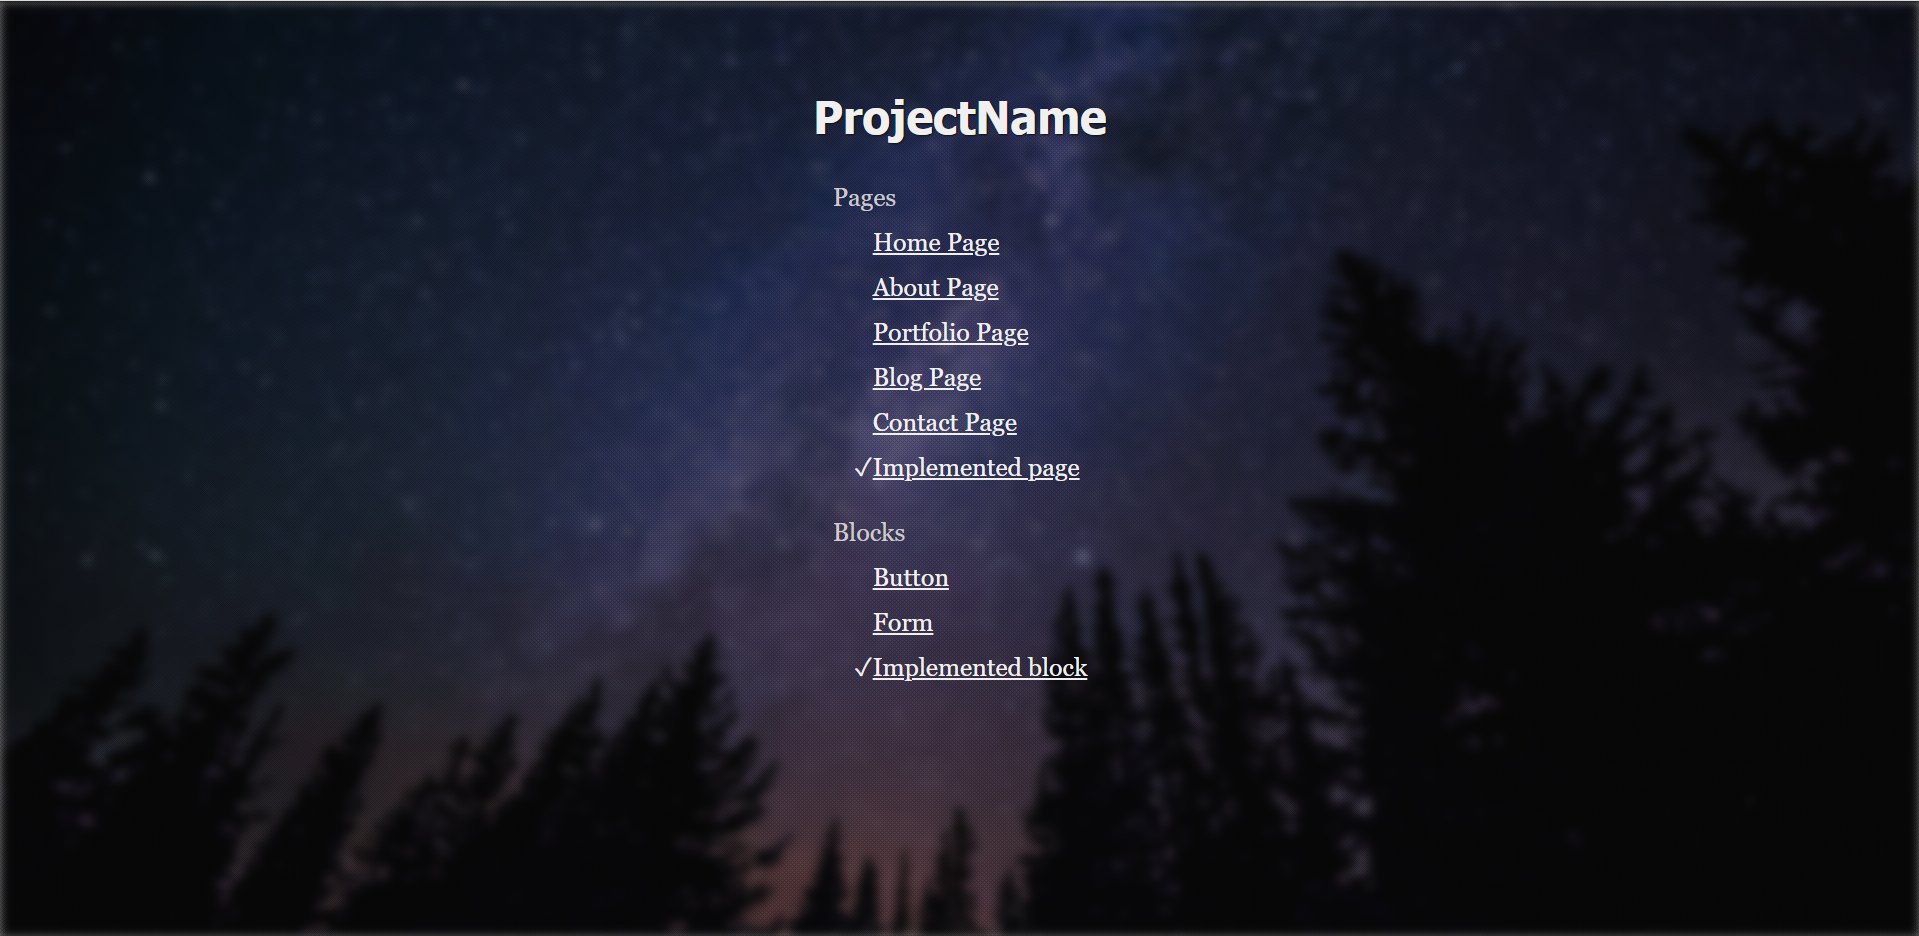 ProjectName
Pages
Home Page
About Page
Portfolio Page
Blog Page
Contact Page
✓Implemented page
Blocks
Button
Form
✓Implemented block